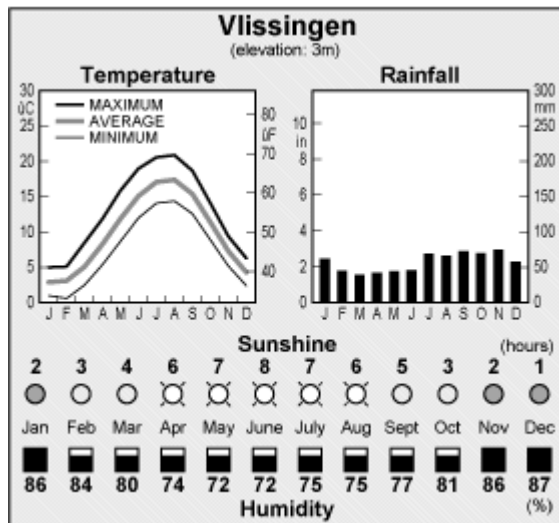 Vlissingen
(elevation: 3m)
Temperature
30
ûC
25
20
15
10
5
0
MAXIMUM
AVERAGE
MINIMUM
80
ûF
70
60
50
40
J F M A M J J A S O N D
Rainfall
10
in
8
6
4
2
0
300
mm
250
200
150
100
50
0
J F M A M J J A S O N D
Sunshine (hours)
2 3 4 6 7 8 7 6 5 3 2 1
Jan Feb Mar Apr May June July Aug Sept Oct Nov Dec
86 84 80 74 72 72 75 75 77 81 86 87
Humidity (%)